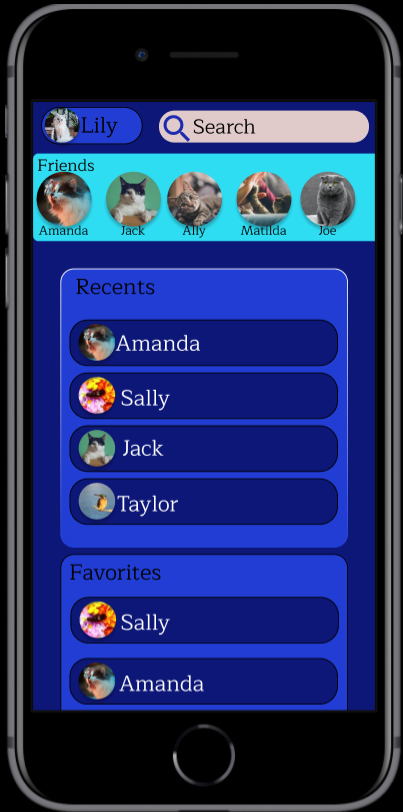 Lily
Search
Friends
Amanda Jack Ally Matilda Joe
Recents
Amanda
Sally
Jack
Taylor
Favorites
Sally
Amanda